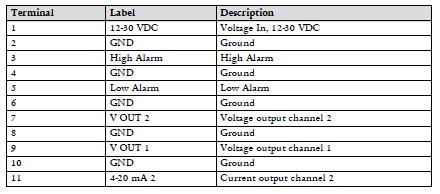 Terminal Label Description
1 12-30 VDC Voltage In, 12-30 VDC
2 GND Ground
3 High Alarm High Alarm
4 GND Ground
5 Low Alarm Low Alarm
6 GND Ground
7 V OUT 2 Voltage output channel 2
8 GND Ground
9 V OUT 1 Voltage output channel 1
10 GND Ground
11 4-20 mA 2 Current output channel 2